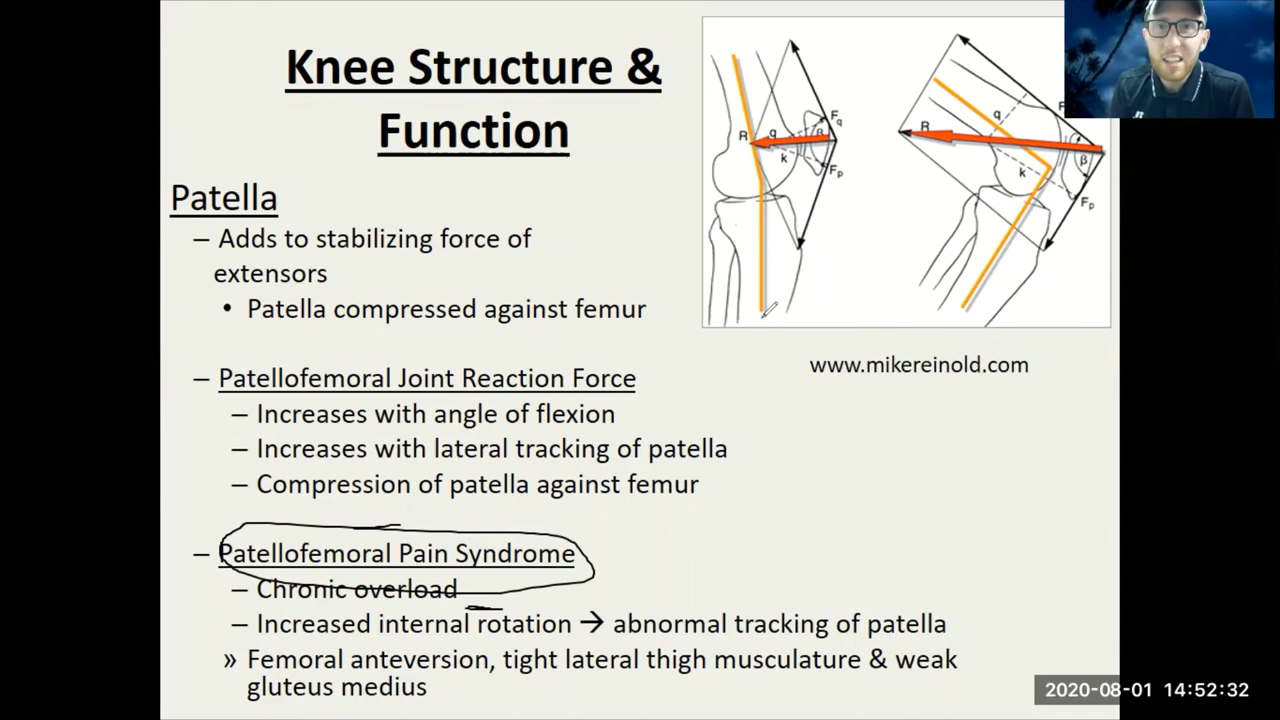 Knee Structure &
Function
Patella
– Adds to stabilizing force of
extensors
• Patella compressed against femur
– Patellofemoral Joint Reaction Force
– Increases with angle of flexion
– Increases with lateral tracking of patella
– Compression of patella against femur
– Patellofemoral Pain Syndrome
– Chronic overload
– Increased internal rotation → abnormal tracking of patella
» Femoral anteversion, tight lateral thigh musculature & weak
gluteus medius
R q β Fq
k Fp
R q F
k β
Fp
www.mikereinold.com
2020-08-01 14:52:32